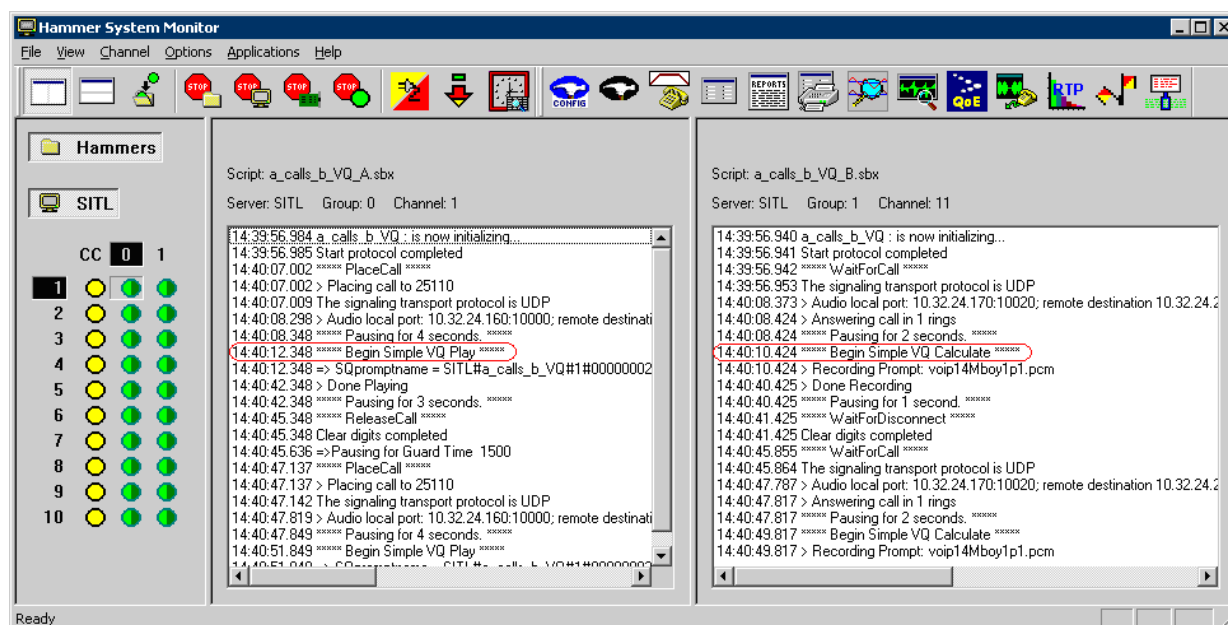 Hammer System Monitor
File View Channel Options Applications Help
STOP STOP STOP STOP CONFIG REPORTS QoE RTP
Hammers
SITL
CC 0 1
1
2
3
4
5
6
7
8
9
10
Script: a_calls_b_VQ_A.sbx
Server: SITL Group: 0 Channel: 1
14:39:56.984 a_calls_b_VQ : is now initializing...
14:39:56.985 Start protocol completed
14:40:07.002 ***** PlaceCall *****
14:40:07.002 > Placing call to 25110
14:40:07.009 The signaling transport protocol is UDP
14:40:08.298 > Audio local port: 10.32.24.160:10000; remote destinati
14:40:08.348 ***** Pausing for 4 seconds. *****
14:40:12.348 ***** Begin Simple VQ Play *****
14:40:12.348 => SQpromptname = SITL#a_calls_b_VQ#1#00000002
14:40:42.348 > Done Playing
14:40:42.348 ***** Pausing for 3 seconds. *****
14:40:45.348 ***** ReleaseCall *****
14:40:45.348 Clear digits completed
14:40:45.636 =>Pausing for Guard Time 1500
14:40:47.137 ***** PlaceCall *****
14:40:47.137 > Placing call to 25110
14:40:47.142 The signaling transport protocol is UDP
14:40:47.819 > Audio local port: 10.32.24.160:10000; remote destinati
14:40:47.849 ***** Pausing for 4 seconds. *****
14:40:51.849 ***** Begin Simple VQ Play *****
14:40:51.849 => SQpromptname = SITL#a_calls_b_VQ#1#00000002
Script: a_calls_b_VQ_B.sbx
Server: SITL Group: 1 Channel: 11
14:39:56.940 a_calls_b_VQ : is now initializing...
14:39:56.941 Start protocol completed
14:39:56.942 ***** WaitForCall *****
14:39:56.953 The signaling transport protocol is UDP
14:40:08.373 > Audio local port: 10.32.24.170:10020; remote destination 10.32.24.2
14:40:08.424 > Answering call in 1 rings
14:40:08.424 ***** Pausing for 2 seconds. *****
14:40:10.424 ***** Begin Simple VQ Calculate *****
14:40:10.424 > Recording Prompt: voip14Mboy1p1.pcm
14:40:40.425 > Done Recording
14:40:40.425 ***** Pausing for 1 second. *****
14:40:41.425 ***** WaitForDisconnect *****
14:40:41.425 Clear digits completed
14:40:45.855 ***** WaitForCall *****
14:40:45.864 The signaling transport protocol is UDP
14:40:47.787 > Audio local port: 10.32.24.170:10020; remote destination 10.32.24.2
14:40:47.817 > Answering call in 1 rings
14:40:47.817 ***** Pausing for 2 seconds. *****
14:40:49.817 ***** Begin Simple VQ Calculate *****
14:40:49.817 > Recording Prompt: voip14Mboy1p1.pcm
Ready